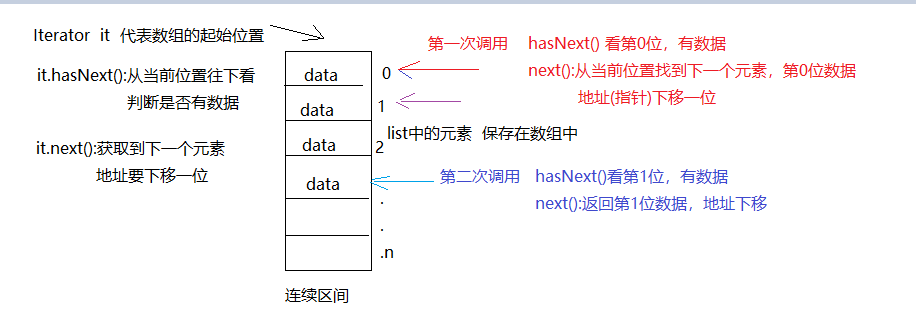 Iterator it 代表数组的起始位置
it.hasNext():从当前位置往下看
判断是否有数据
it.next():获取到下一个元素
地址要下移一位
data 0
data 1
data 2
data .
.
.n
连续区间
list中的元素 保存在数组中
第一次调用 hasNext() 看第0位，有数据
next():从当前位置找到下一个元素，第0位数据
地址(指针)下移一位
第二次调用 hasNext()看第1位，有数据
next():返回第1位数据，地址下移